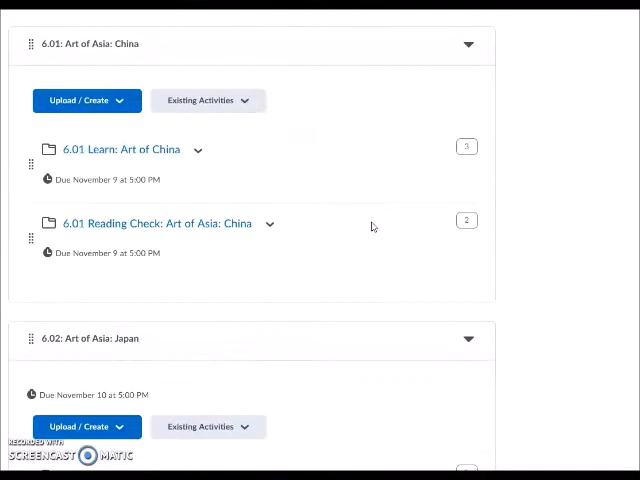 6.01: Art of Asia: China
Upload / Create
Existing Activities
6.01 Learn: Art of China
3
Due November 9 at 5:00 PM
6.01 Reading Check: Art of Asia: China
2
Due November 9 at 5:00 PM
6.02: Art of Asia: Japan
Due November 10 at 5:00 PM
Upload / Create
Existing Activities
RECORDED WITH
SCREENCAST MATIC